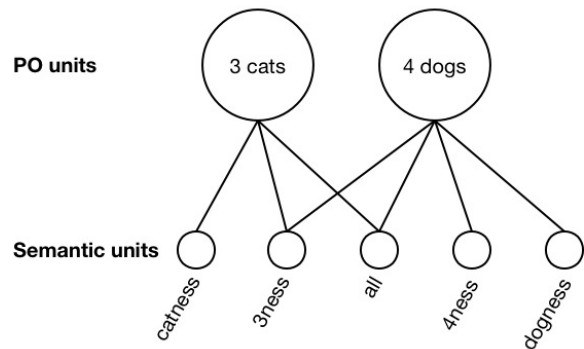 PO units
3 cats
4 dogs
Semantic units
catness
3ness
all
4ness
dogness